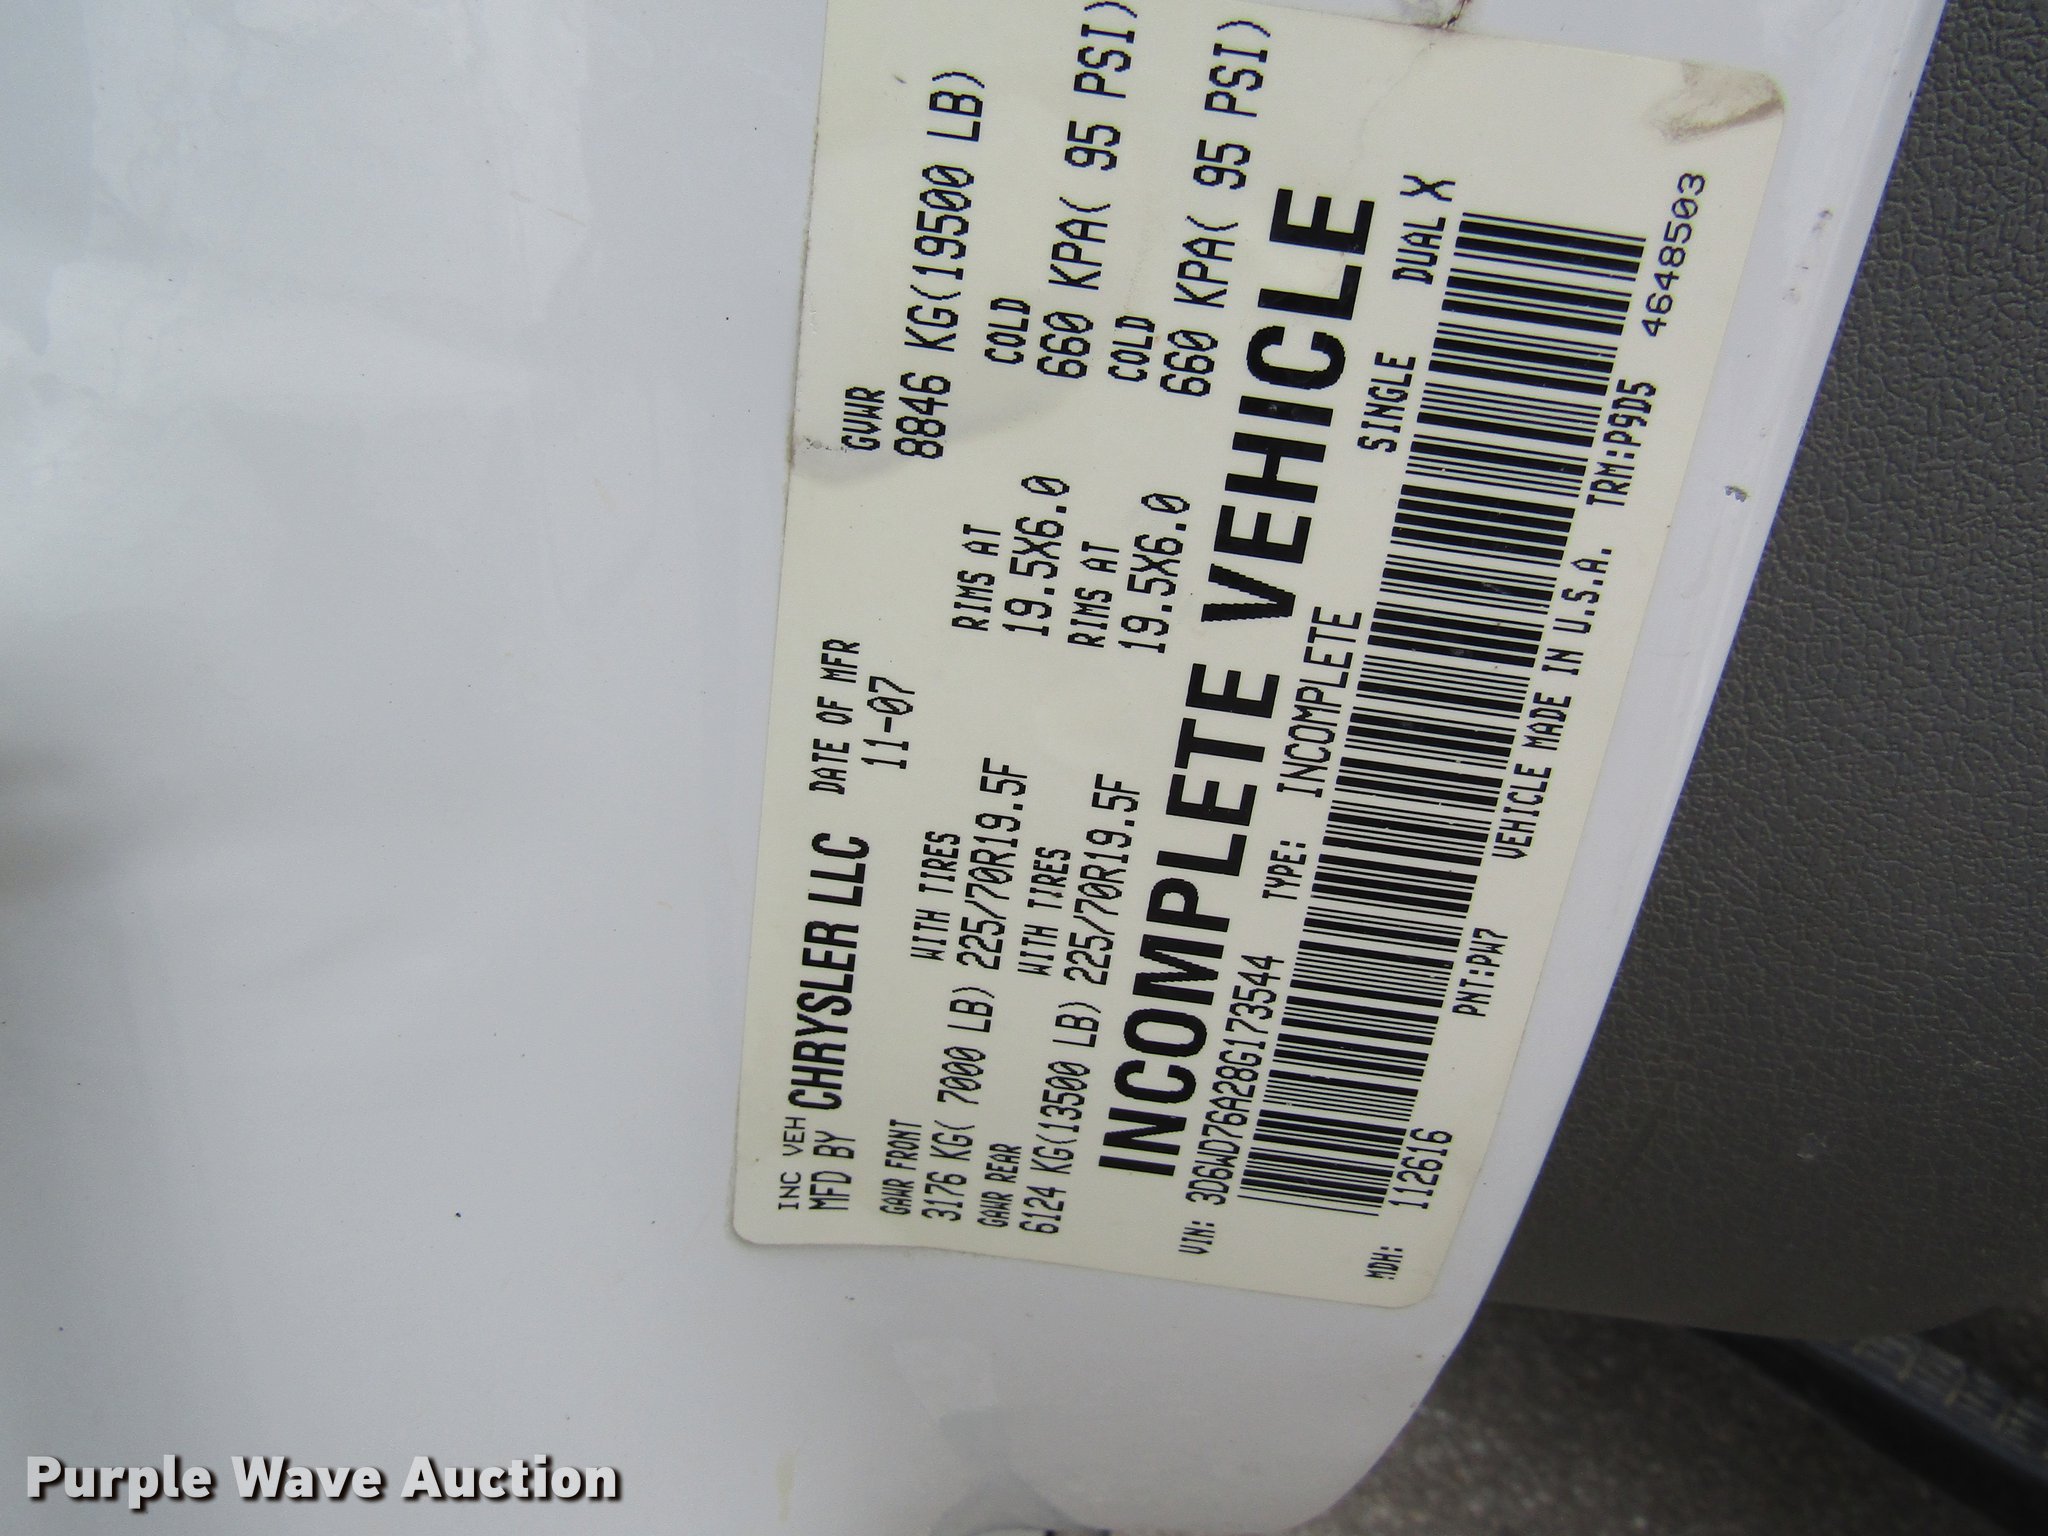 INC VEH
MFD BY CHRYSLER LLC
DATE OF MFR
11-07
GVWR
8846 KG(19500 LB)
GAWR FRONT WITH TIRES RIMS AT COLD
3176 KG( 7000 LB) 225/70R19.5F 19.5X6.0 660 KPA( 95 PSI)
GAWR REAR WITH TIRES RIMS AT COLD
6124 KG(13500 LB) 225/70R19.5F 19.5X6.0 660 KPA( 95 PSI)
INCOMPLETE VEHICLE
VIN: 3D6WD76A28G173544 TYPE: INCOMPLETE SINGLE DUAL X
MDH: 112616 PNT:PW7 VEHICLE MADE IN U.S.A. TRM:P9D5
4648503
Purple Wave Auction